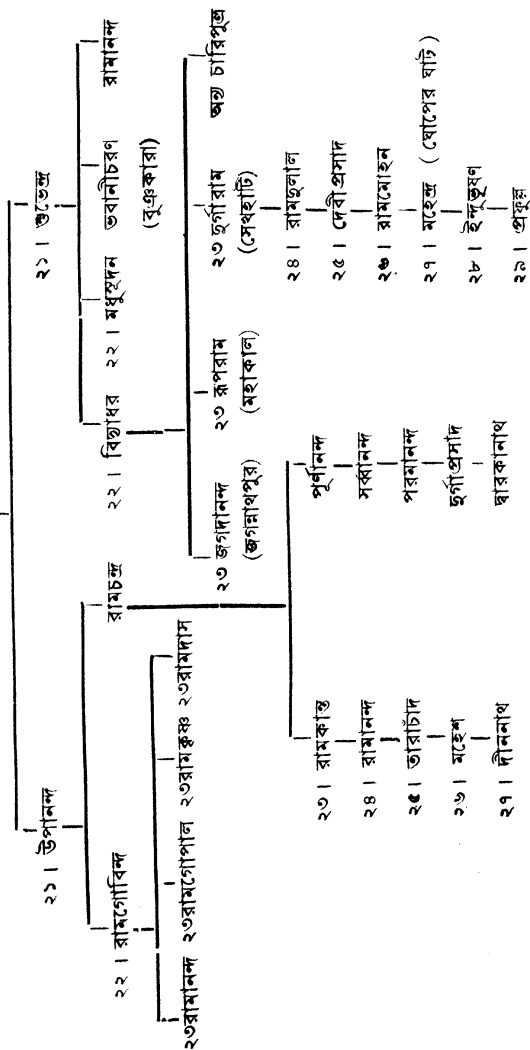 ২১। উপানন্দ
২১। শুভেন্দ্র
২২। রামগোবিন্দ
রামচন্দ্র
২২। বিদ্যাধর
২২। মধুসূদন
ভবানীচরণ
(বুঞকারা)
রামানন্দ
২৩রামানন্দ ২৩রামগোপাল ২৩রামকৃষ্ণ ২৩রামদাস
২৩ জগদানন্দ
(জগন্নাথপুর)
২৩ রূপরাম
(মহাকাল)
২৩ দুর্গারাম
(সেখহাটি)
অন্য চারিপুত্র
২৩। রামকান্ত
২৪। রামানন্দ
২৫। তারাচাঁদ
২৬। মহেশ
২৭। দীননাথ
পূর্ণানন্দ
সর্ব্বানন্দ
পরমানন্দ
দুর্গাপ্রসাদ
দ্বারকানাথ
২৪। রামদুলাল
২৫। দেবীপ্রসাদ
২৬। রামমোহন
২৭। মহেন্দ্র (ঘোপের ঘাট)
২৮। ইন্দুভূষণ
২৯। প্রফুল্ল